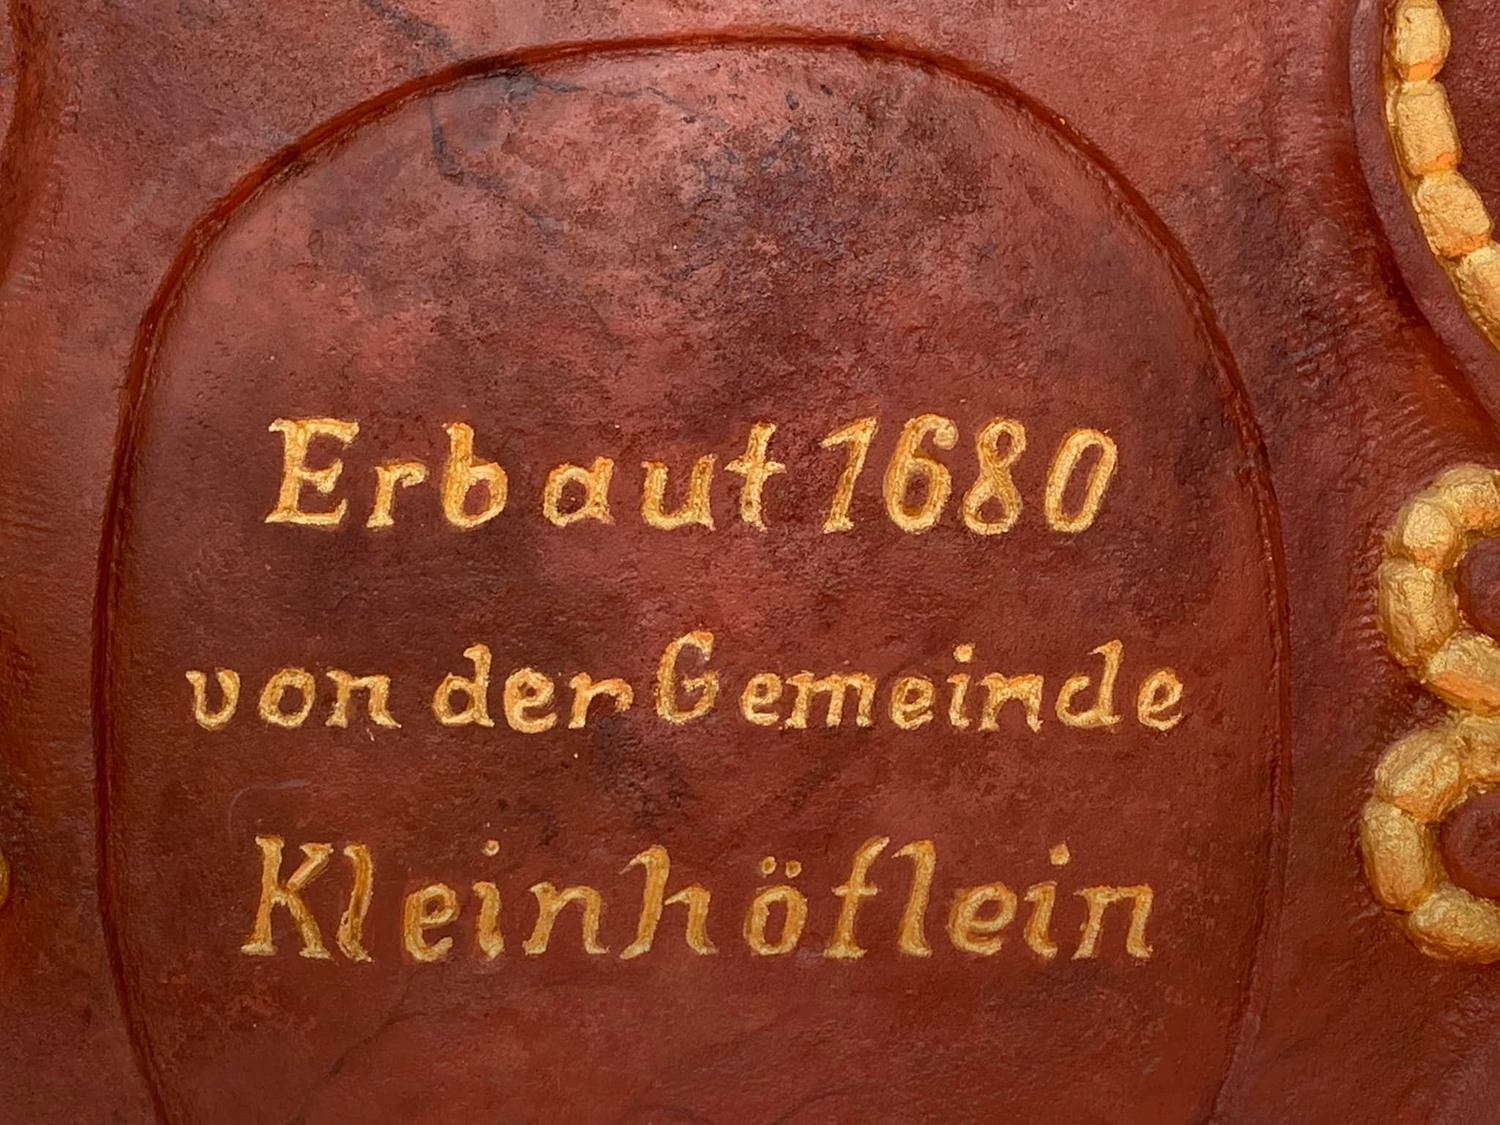 Erbaut 1680
von der Gemeinde
Kleinhöflein